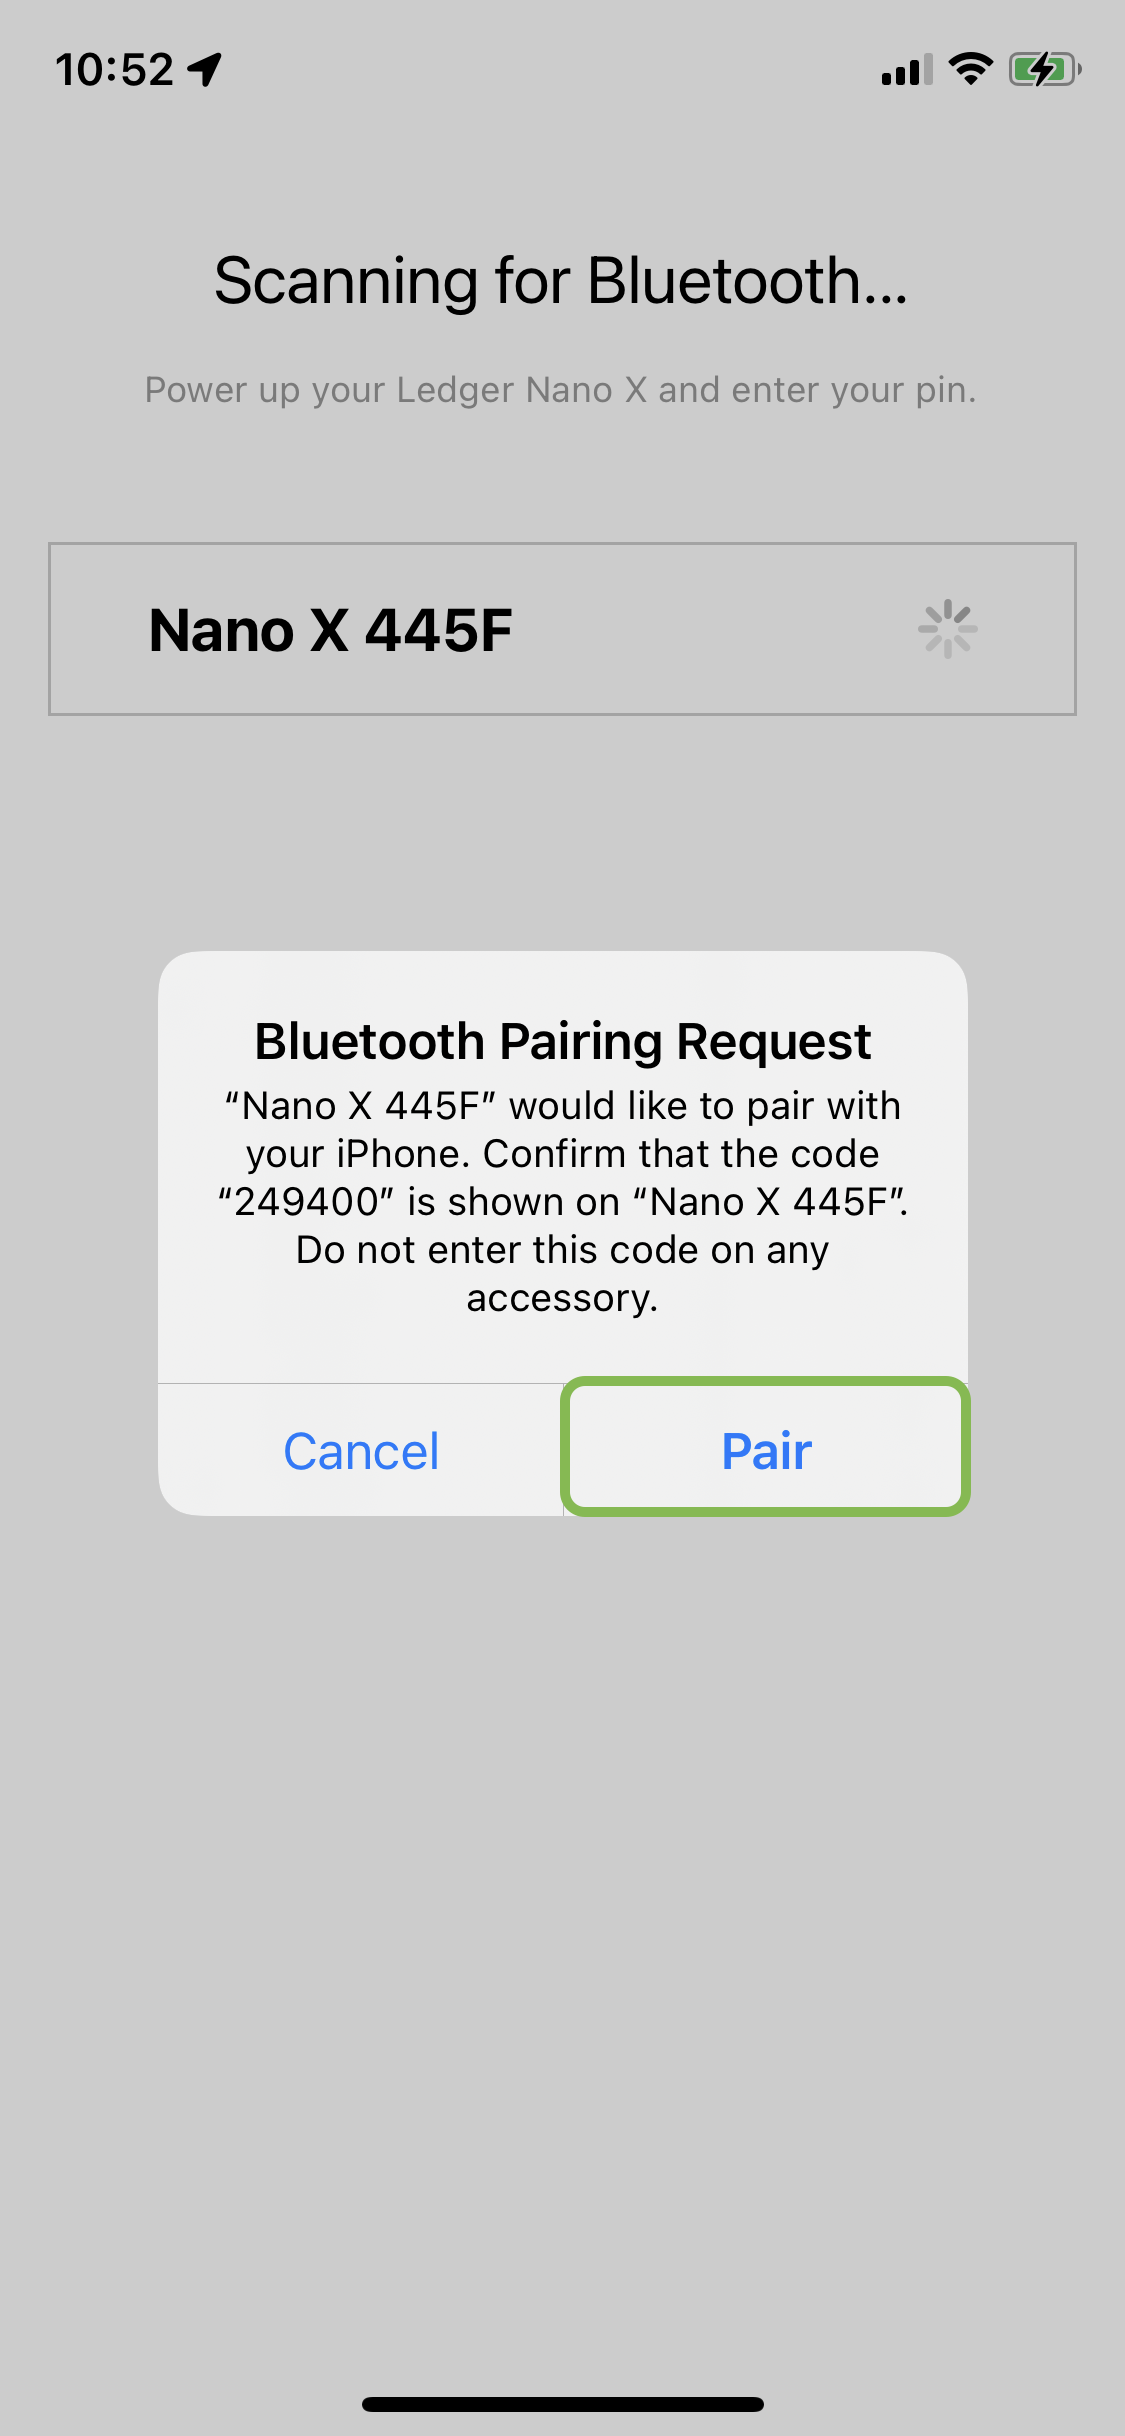 10:52
Scanning for Bluetooth...
Power up your Ledger Nano X and enter your pin.
Nano X 445F
Bluetooth Pairing Request
“Nano X 445F” would like to pair with
your iPhone. Confirm that the code
“249400” is shown on “Nano X 445F”.
Do not enter this code on any
accessory.
Cancel
Pair